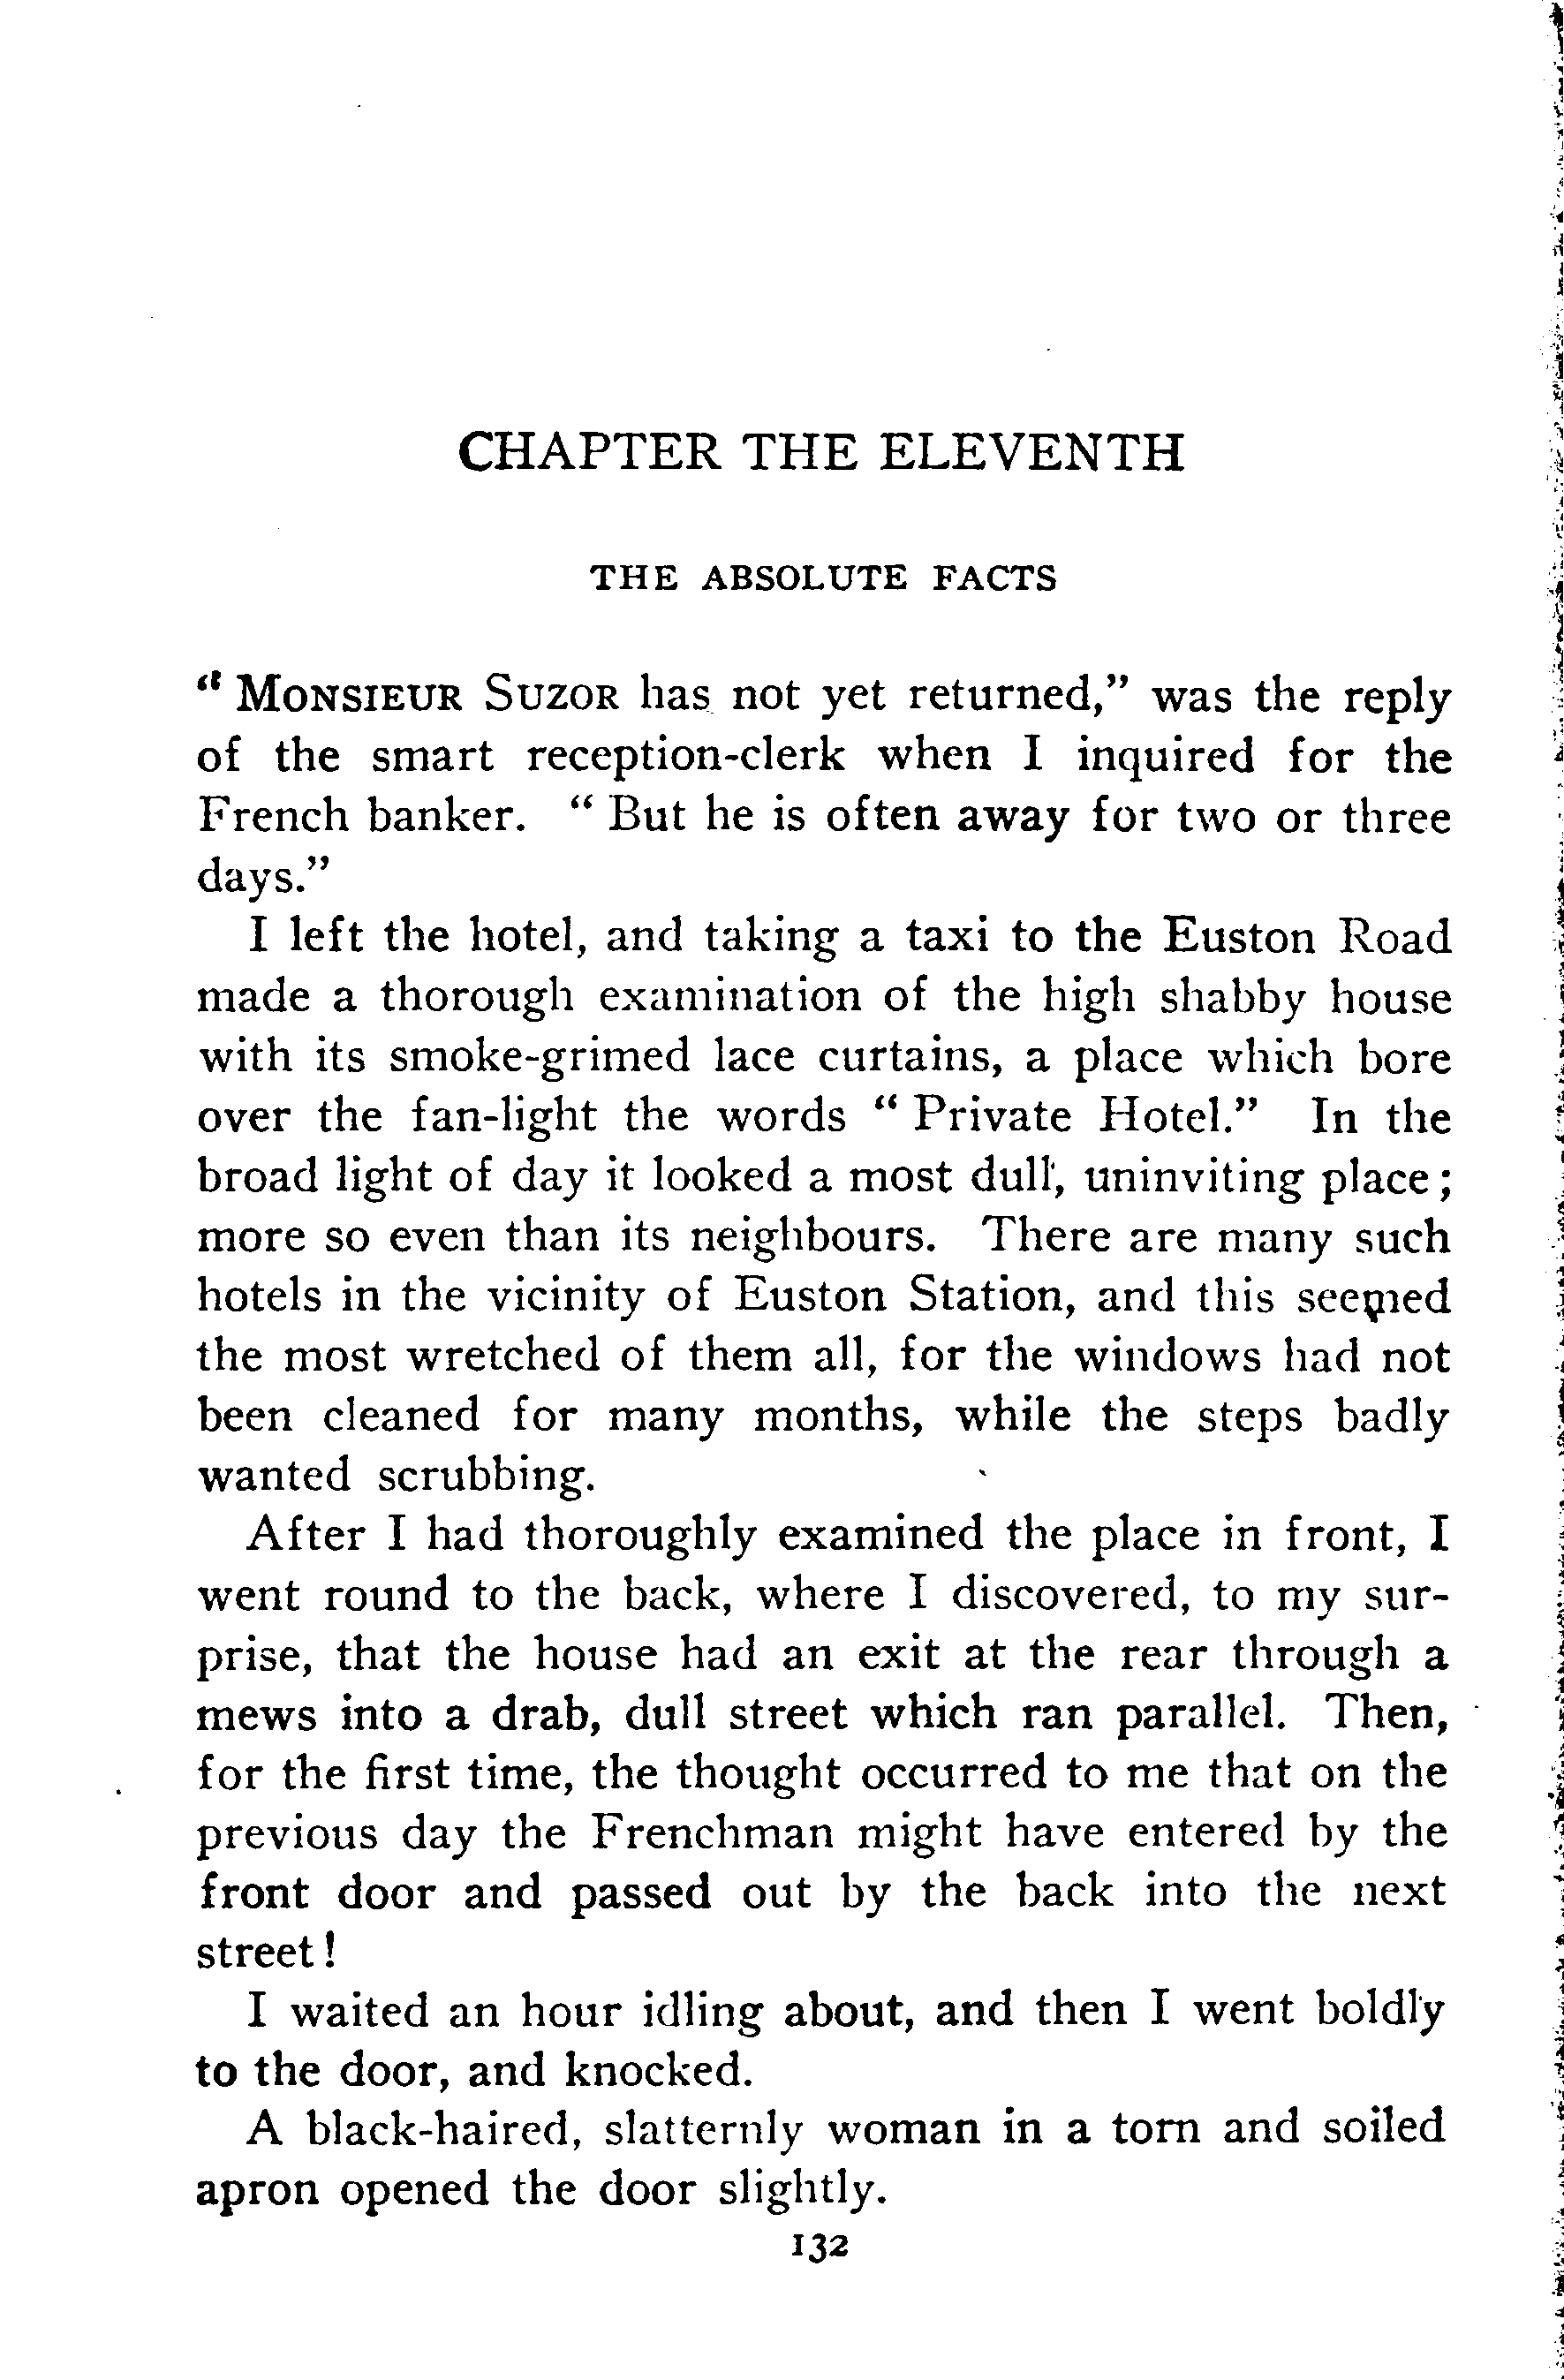 CHAPTER THE ELEVENTH
THE ABSOLUTE FACTS
“ MONSIEUR SUZOR has not yet returned,” was the reply
of the smart reception-clerk when I inquired for the
French banker. “ But he is often away for two or three
days.”
I left the hotel, and taking a taxi to the Euston Road
made a thorough examination of the high shabby house
with its smoke-grimed lace curtains, a place which bore
over the fan-light the words “ Private Hotel.” In the
broad light of day it looked a most dull, uninviting place;
more so even than its neighbours. There are many such
hotels in the vicinity of Euston Station, and this seemed
the most wretched of them all, for the windows had not
been cleaned for many months, while the steps badly
wanted scrubbing.
After I had thoroughly examined the place in front, I
went round to the back, where I discovered, to my sur-
prise, that the house had an exit at the rear through a
mews into a drab, dull street which ran parallel. Then,
for the first time, the thought occurred to me that on the
previous day the Frenchman might have entered by the
front door and passed out by the back into the next
street!
I waited an hour idling about, and then I went boldly
to the door, and knocked.
A black-haired, slatternly woman in a torn and soiled
apron opened the door slightly.
132